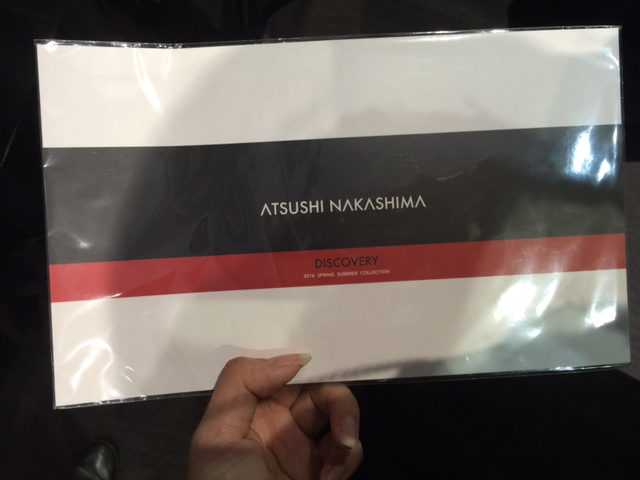 ATSUSHI NAKASHIMA
DISCOVERY
2016 SPRING SUMMER COLLECTION